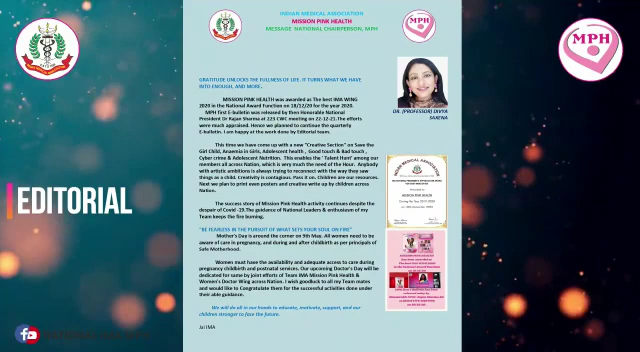 INDIAN MEDICAL ASSOCIATION
MISSION PINK HEALTH
MESSAGE NATIONAL CHAIRPERSON, MPH
MPH
MPH
GRATITUDE UNLOCKS THE FULLNESS OF LIFE. IT TURNS WHAT WE HAVE
INTO ENOUGH, AND MORE.
DR. (PROFESSOR) DIVYA
SAXENA
MISSION PINK HEALTH was awarded as The best IMA WING
2020 in the National Award Function on 18/12/20 for the year 2020.
MPH first E-bulletin was released by then Honorable National
President Dr Rajan Sharma at 223 CWC meeting on 22-12-21.The efforts
were much appreciated. Hence we planned to continue the quarterly
E-bulletin. I am happy at the work done by Editorial team.
This time we have come up with a new "Creative Section" on Save the
Girl Child, Anaemia in Girls, Adolescent health , Good touch & Bad touch ,
Cyber crime & Adolescent Nutrition. This enables the 'Talent Hunt' among our
members all across Nation, which is very much the need of the Hour. Anybody
with artistic ambitions is always trying to reconnect with the way they saw
things as a child. Creativity is contagious. Pass it on. Children are our resources.
Next we plan to print even posters and creative write up by children across
Nation.
The success story of Mission Pink Health activity continues despite the
despair of Covid -19.The guidance of National Leaders & enthusiasm of my
Team keeps the fire burning.
EDITORIAL
"BE FEARLESS IN THE PURSUIT OF WHAT SETS YOUR SOUL ON FIRE"
Mother's Day is around the corner on 9th May. All women need to be
aware of care in pregnancy, and during and after childbirth as per principals of
Safe Motherhood.
Women must have the availability and adequate access to care during
pregnancy childbirth and postnatal services. Our upcoming Doctor's Day will be
dedicated for same by joint efforts of Team IMA Mission Pink Health &
Women's Doctor Wing across Nation. I wish goodluck to all my Team mates
and would like to Congratulate them for the successful activities done under
their able guidance.
We will do all in our hands to educate, motivate, support, and our
children stronger to face the future.
Jai IMA